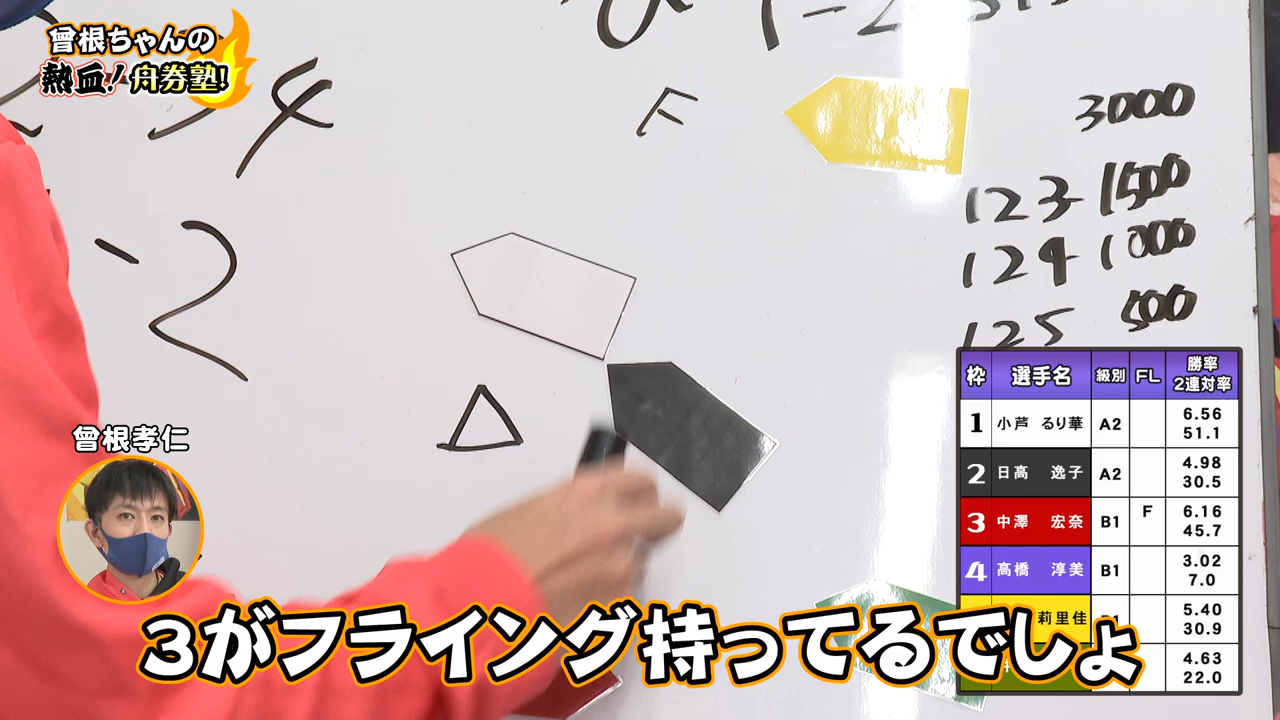 曾根ちゃんの
熱血!舟券塾!
34
-2
F
3000
123 1500
124 1000
125 500
△
曾根孝仁
枠 選手名 級別 FL 勝率 2連対率
1 小芦 るり華 A2 6.56 51.1
2 日高 逸子 A2 4.98 30.5
3 中澤 宏奈 B1 F 6.16 45.7
4 高橋 淳美 B1 3.02 7.0
莉里佳 5.40 30.9
4.63 22.0
3がフライング持ってるでしょ